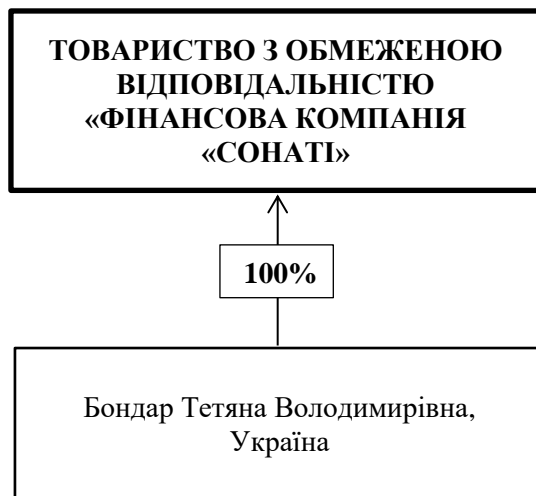 ТОВАРИСТВО З ОБМЕЖЕНОЮ
ВІДПОВІДАЛЬНІСТЮ
«ФІНАНСОВА КОМПАНІЯ
«СОНАТІ»
100%
Бондар Тетяна Володимирівна,
Україна